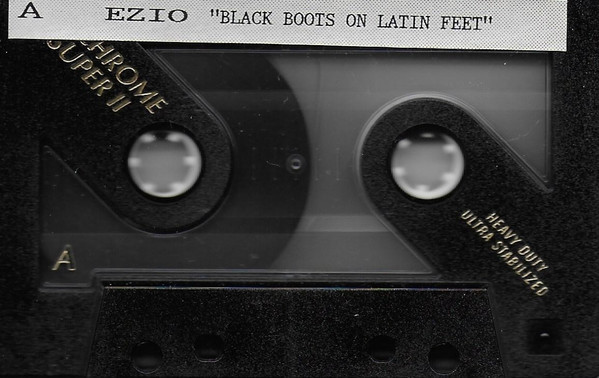 A EZIO "BLACK BOOTS ON LATIN FEET"
CHROME
SUPER II
A
HEAVY DUTY
ULTRA STABILIZED